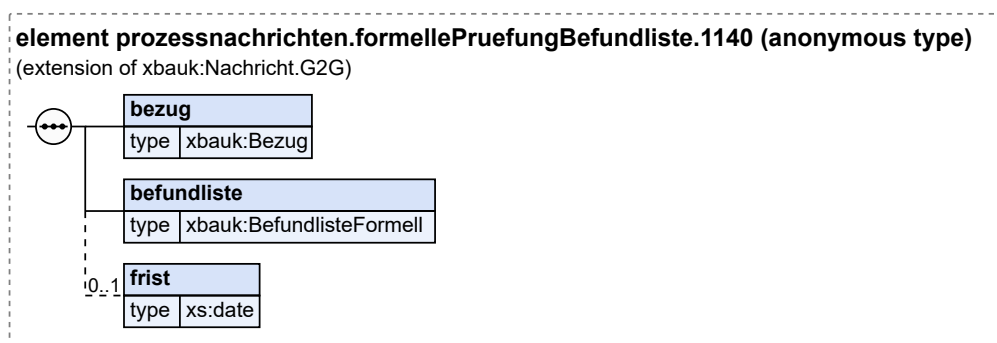 element prozessnachrichten.formellePruefungBefundliste.1140 (anonymous type)
(extension of xbauk:Nachricht.G2G)
bezug
type xbauk:Bezug
befundliste
type xbauk:BefundlisteFormell
0..1 frist
type xs:date